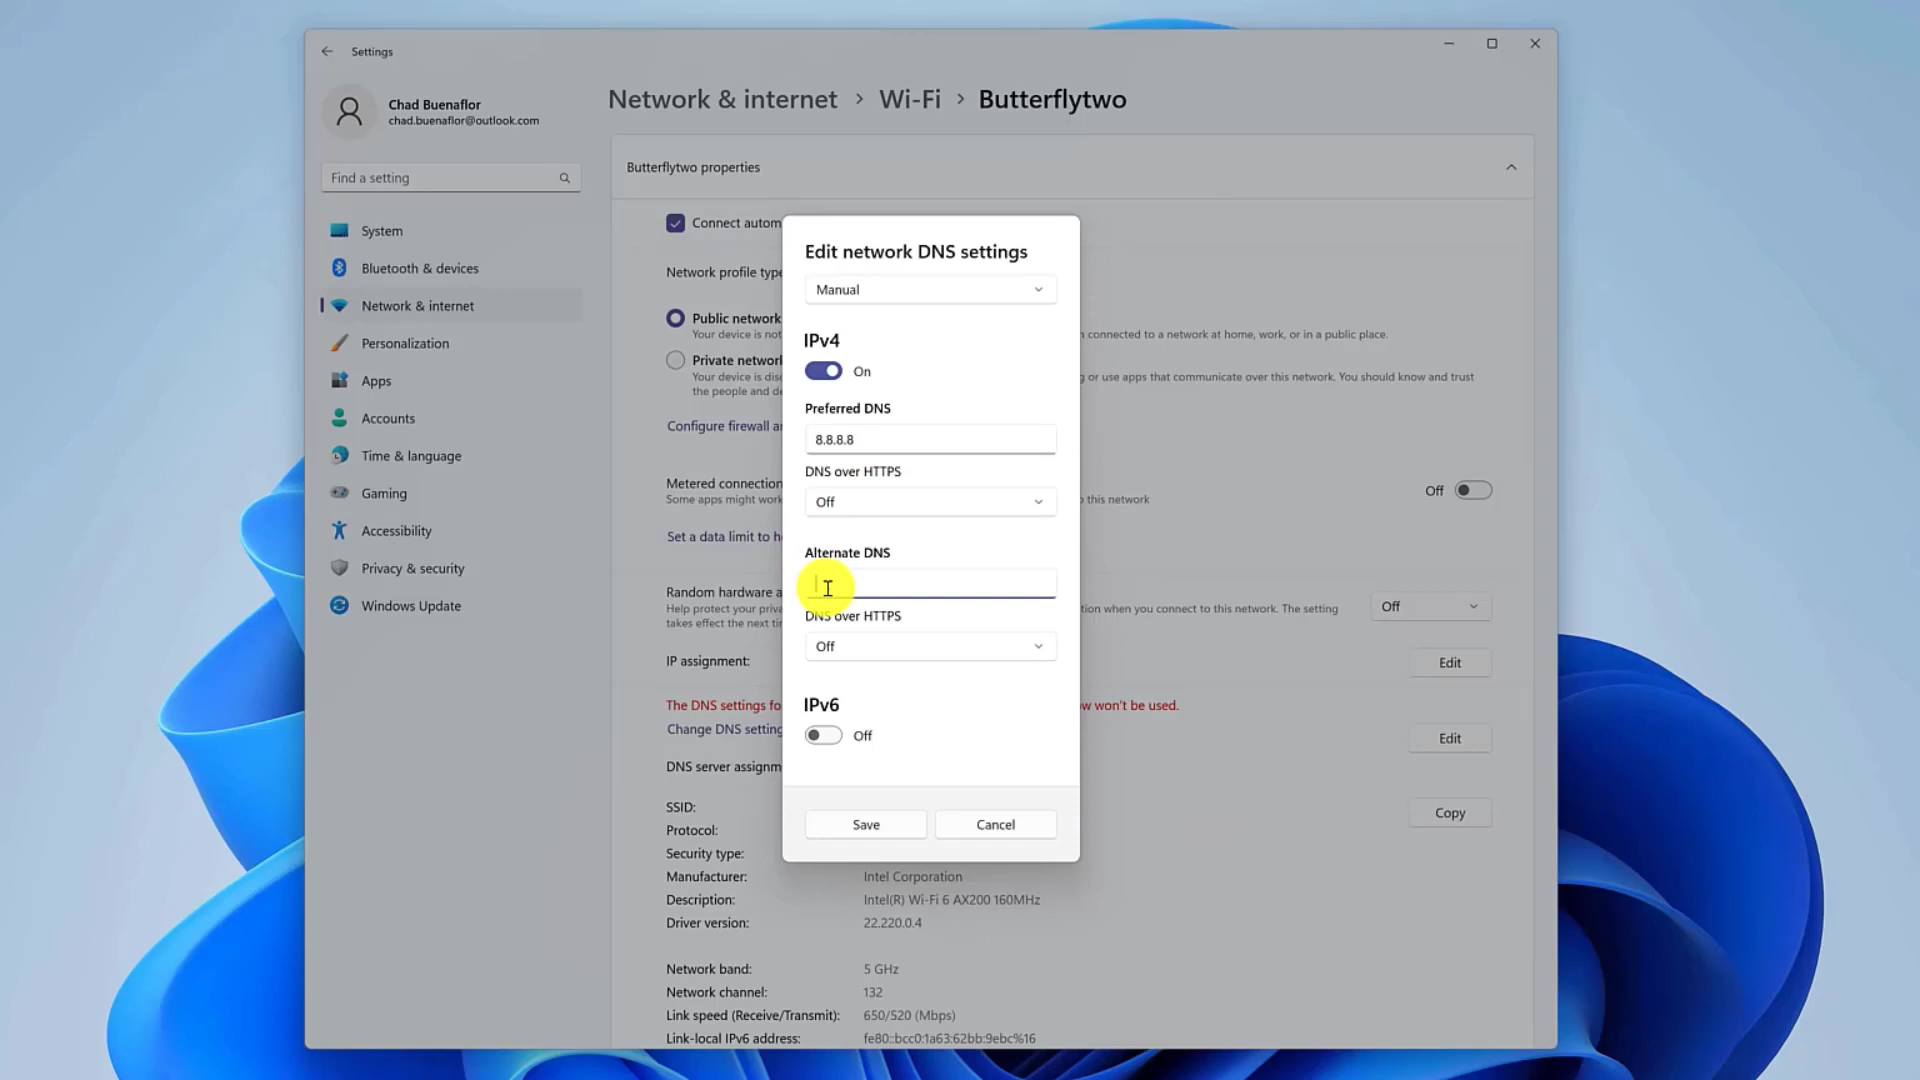 Settings
Chad Buenaflor
chad.buenaflor@outlook.com
Find a setting
System
Bluetooth & devices
Network & internet
Personalization
Apps
Accounts
Time & language
Gaming
Accessibility
Privacy & security
Windows Update
Network & internet > Wi-Fi > Butterflytwo
Butterflytwo properties
Connect autom
Network profile type
Public network
Your device is not
n connected to a network at home, work, or in a public place.
Private network
Your device is dis
g or use apps that communicate over this network. You should know and trust
the people and de
Configure firewall a
Metered connection
Some apps might work
o this network
Off
Set a data limit to h
Random hardware a
Help protect your priva
tion when you connect to this network. The setting
takes effect the next ti
Off
IP assignment:
Edit
The DNS settings fo
w won't be used.
Change DNS setting
Edit
DNS server assignm
SSID:
Copy
Protocol:
Security type:
Manufacturer: Intel Corporation
Description: Intel(R) Wi-Fi 6 AX200 160MHz
Driver version: 22.220.0.4
Network band: 5 GHz
Network channel: 132
Link speed (Receive/Transmit): 650/520 (Mbps)
Link-local IPv6 address: fe80::bcc0:1a63:62bb:9ebc%16
Edit network DNS settings
Manual
IPv4
On
Preferred DNS
8.8.8.8
DNS over HTTPS
Off
Alternate DNS
DNS over HTTPS
Off
IPv6
Off
Save
Cancel